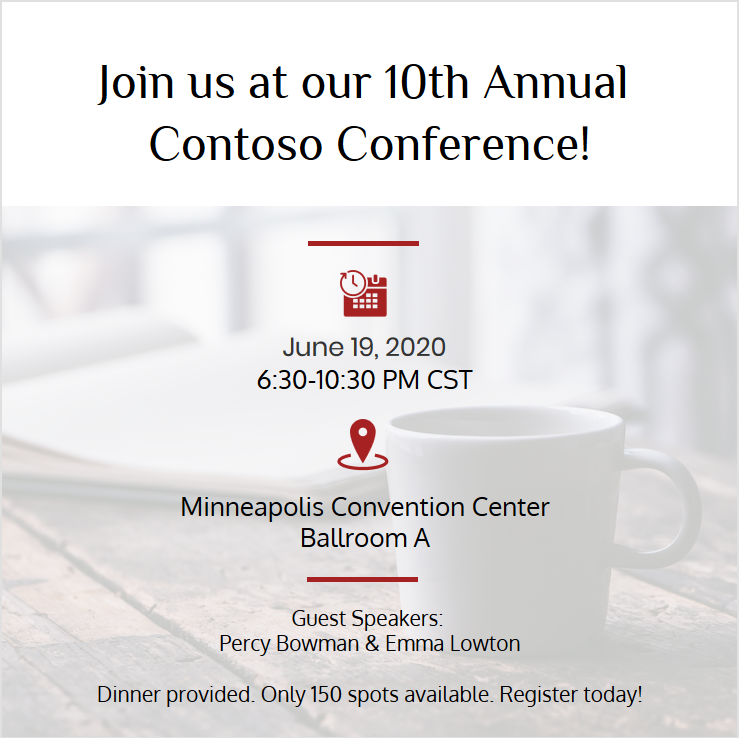 Join us at our 10th Annual
Contoso Conference!
June 19, 2020
6:30-10:30 PM CST
Minneapolis Convention Center
Ballroom A
Guest Speakers:
Percy Bowman & Emma Lowton
Dinner provided. Only 150 spots available. Register today!